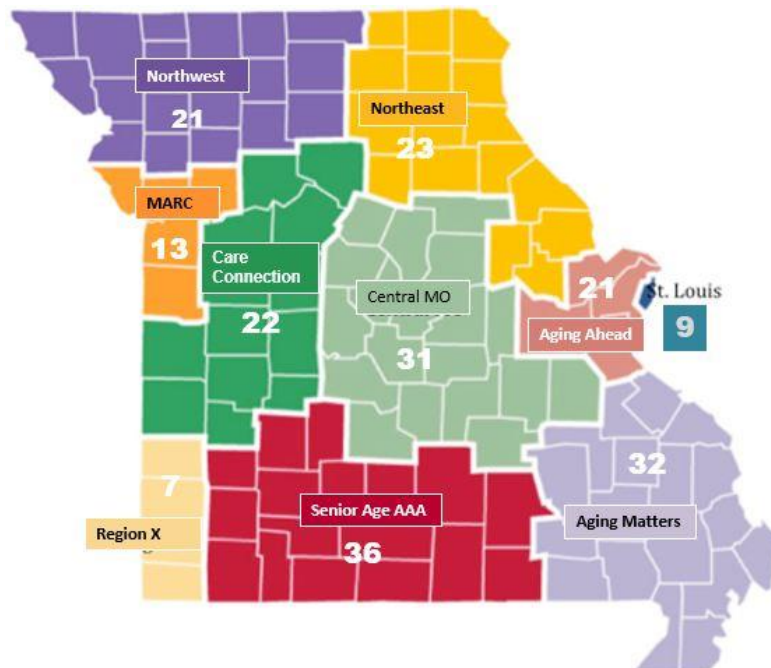 Northwest
21
Northeast
23
MARC
13
Care
Connection
22
Central MO
31
21
St. Louis
9
Aging Ahead
7
Region X
Senior Age AAA
36
32
Aging Matters